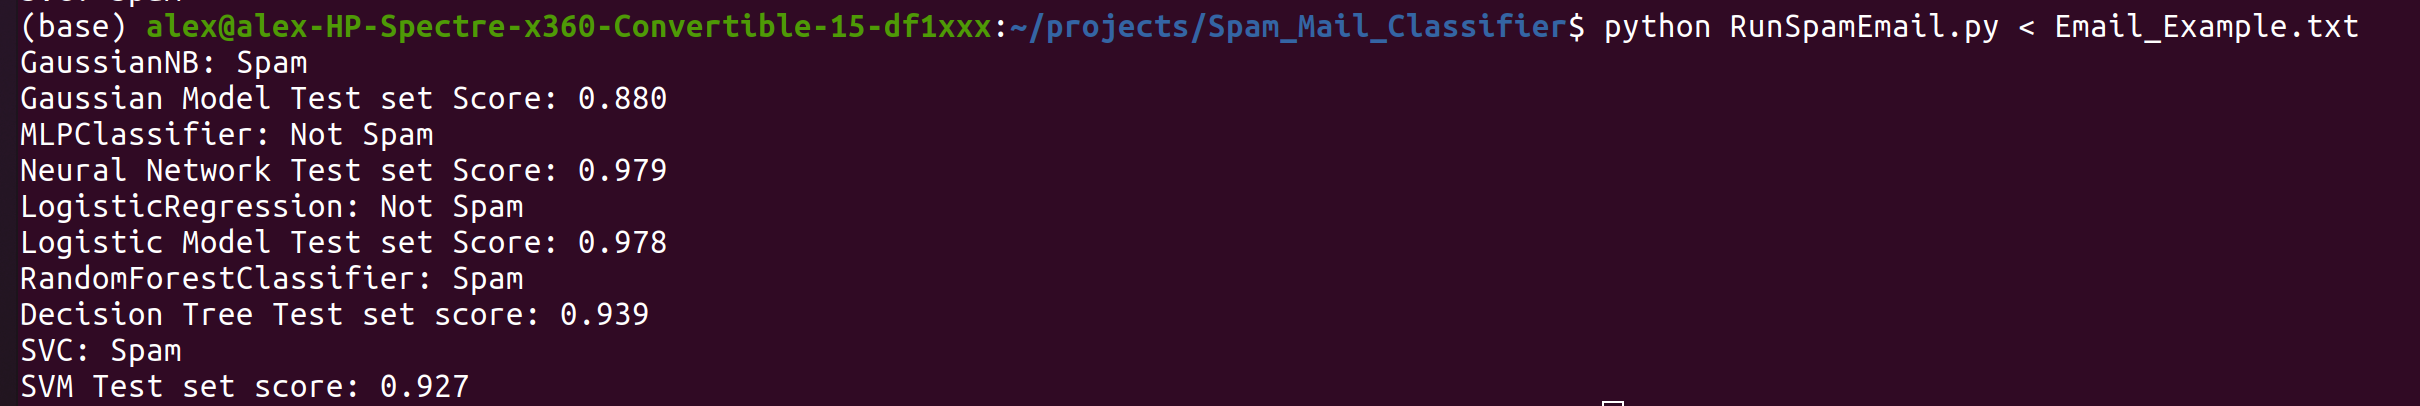 (base) alex@alex-HP-Spectre-x360-Convertible-15-df1xxx:~/projects/Spam_Mail_Classifier$ python RunSpamEmail.py < Email_Example.txt
GaussianNB: Spam
Gaussian Model Test set Score: 0.880
MLPClassifier: Not Spam
Neural Network Test set Score: 0.979
LogisticRegression: Not Spam
Logistic Model Test set Score: 0.978
RandomForestClassifier: Spam
Decision Tree Test set score: 0.939
SVC: Spam
SVM Test set score: 0.927